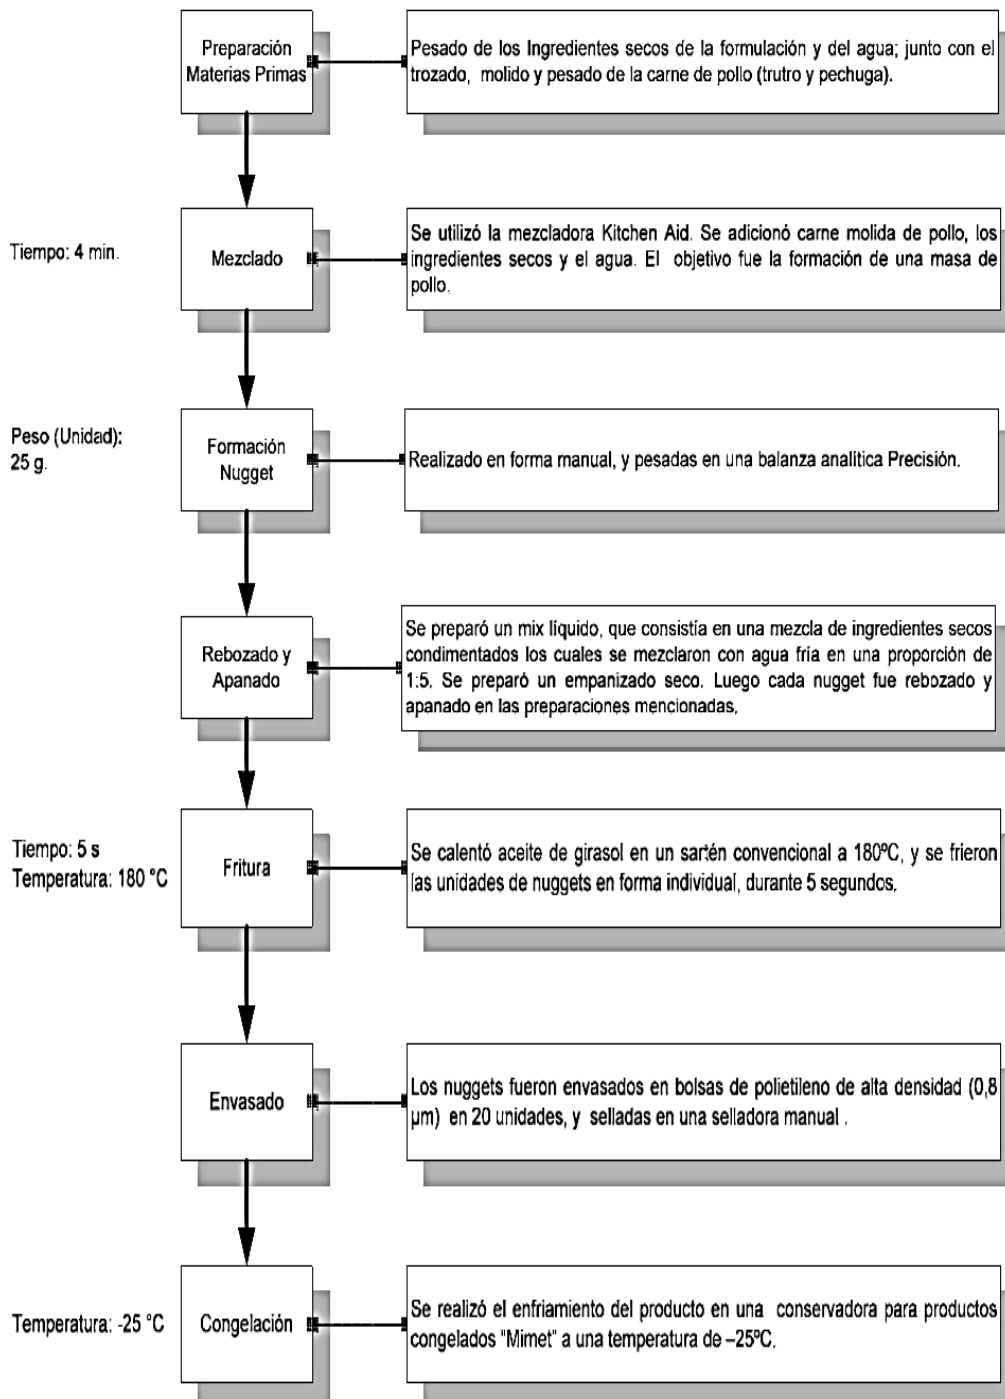 Preparación
Materias Primas
Pesado de los Ingredientes secos de la formulación y del agua; junto con el
trozado, molido y pesado de la carne de pollo (trutro y pechuga).
Tiempo: 4 min.
Mezclado
Se utilizó la mezcladora Kitchen Aid. Se adicionó carne molida de pollo, los
ingredientes secos y el agua. El objetivo fue la formación de una masa de
pollo.
Peso (Unidad):
25 g.
Formación
Nugget
Realizado en forma manual, y pesadas en una balanza analítica Precisión.
Rebozado y
Apanado
Se preparó un mix líquido, que consistía en una mezcla de ingredientes secos
condimentados los cuales se mezclaron con agua fría en una proporción de
1:5. Se preparó un empanizado seco. Luego cada nugget fue rebozado y
apanado en las preparaciones mencionadas.
Tiempo: 5 s
Temperatura: 180 °C
Fritura
Se calentó aceite de girasol en un sartén convencional a 180ºC, y se frieron
las unidades de nuggets en forma individual, durante 5 segundos.
Envasado
Los nuggets fueron envasados en bolsas de polietileno de alta densidad (0,8
µm) en 20 unidades, y selladas en una selladora manual .
Temperatura: -25 °C
Congelación
Se realizó el enfriamiento del producto en una conservadora para productos
congelados "Mimet" a una temperatura de –25ºC.